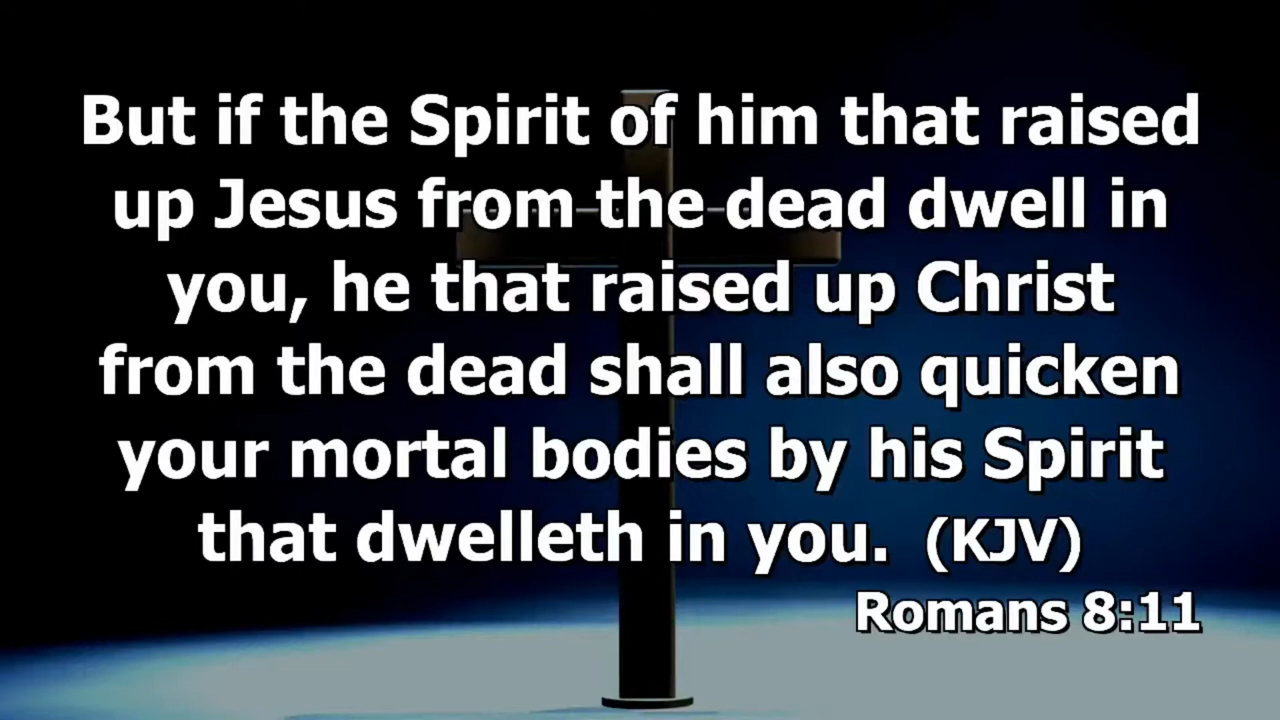 But if the Spirit of him that raised
up Jesus from the dead dwell in
you, he that raised up Christ
from the dead shall also quicken
your mortal bodies by his Spirit
that dwelleth in you. (KJV)
Romans 8:11